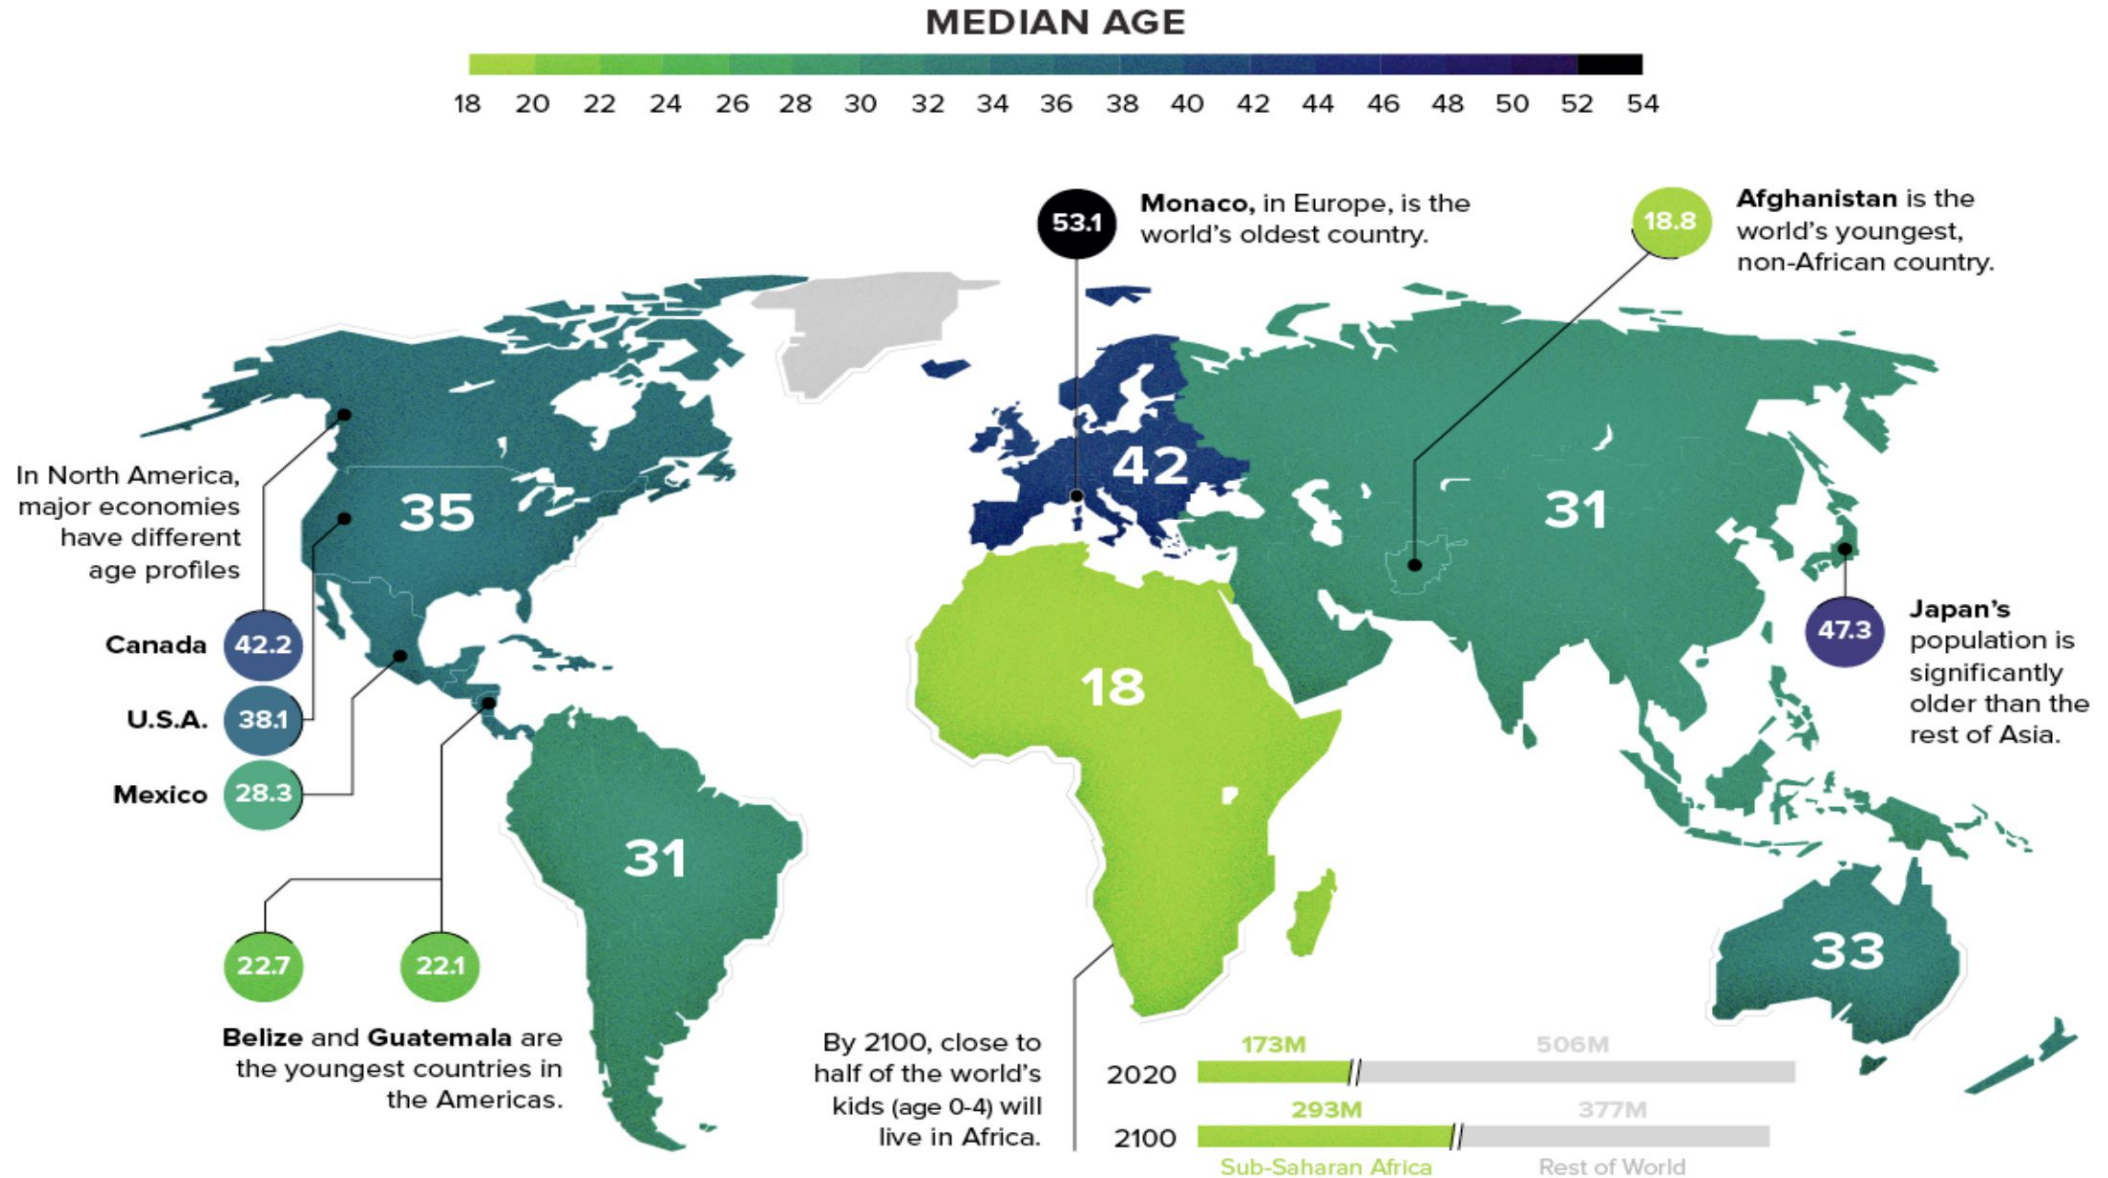 MEDIAN AGE
18 20 22 24 26 28 30 32 34 36 38 40 42 44 46 48 50 52 54
53.1
Monaco, in Europe, is the
world's oldest country.
18.8
Afghanistan is the
world's youngest,
non-African country.
In North America,
major economies
have different
age profiles
35
42
31
Canada 42.2
U.S.A. 38.1
Mexico 28.3
18
47.3
Japan's
population is
significantly
older than the
rest of Asia.
31
33
22.7 22.1
Belize and Guatemala are
the youngest countries in
the Americas.
By 2100, close to
half of the world's
kids (age 0-4) will
live in Africa.
173M 506M
2020
293M 377M
2100
Sub-Saharan Africa Rest of World